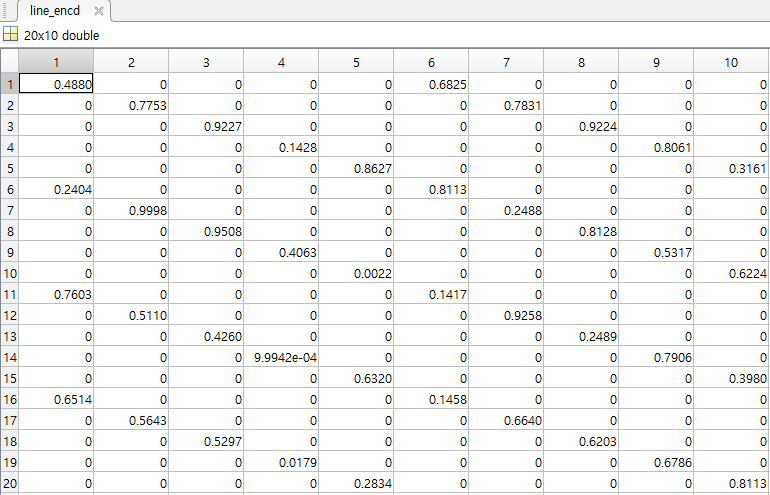 line_encd
20x10 double
1 2 3 4 5 6 7 8 9 10
1 0.4880 0 0 0 0 0.6825 0 0 0 0
2 0 0.7753 0 0 0 0 0.7831 0 0 0
3 0 0 0.9227 0 0 0 0 0.9224 0 0
4 0 0 0 0.1428 0 0 0 0 0.8061 0
5 0 0 0 0 0.8627 0 0 0 0 0.3161
6 0.2404 0 0 0 0 0.8113 0 0 0 0
7 0 0.9998 0 0 0 0 0.2488 0 0 0
8 0 0 0.9508 0 0 0 0 0.8128 0 0
9 0 0 0 0.4063 0 0 0 0 0.5317 0
10 0 0 0 0 0.0022 0 0 0 0 0.6224
11 0.7603 0 0 0 0 0.1417 0 0 0 0
12 0 0.5110 0 0 0 0 0.9258 0 0 0
13 0 0 0.4260 0 0 0 0 0.2489 0 0
14 0 0 0 9.9942e-04 0 0 0 0 0.7906 0
15 0 0 0 0 0.6320 0 0 0 0 0.3980
16 0.6514 0 0 0 0 0.1458 0 0 0 0
17 0 0.5643 0 0 0 0 0.6640 0 0 0
18 0 0 0.5297 0 0 0 0 0.6203 0 0
19 0 0 0 0.0179 0 0 0 0 0.6786 0
20 0 0 0 0 0.2834 0 0 0 0 0.8113